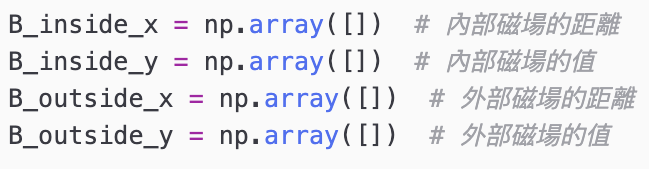 B_inside_x = np.array([])  # 內部磁場的距離
B_inside_y = np.array([])  # 內部磁場的值
B_outside_x = np.array([])  # 外部磁場的距離
B_outside_y = np.array([])  # 外部磁場的值